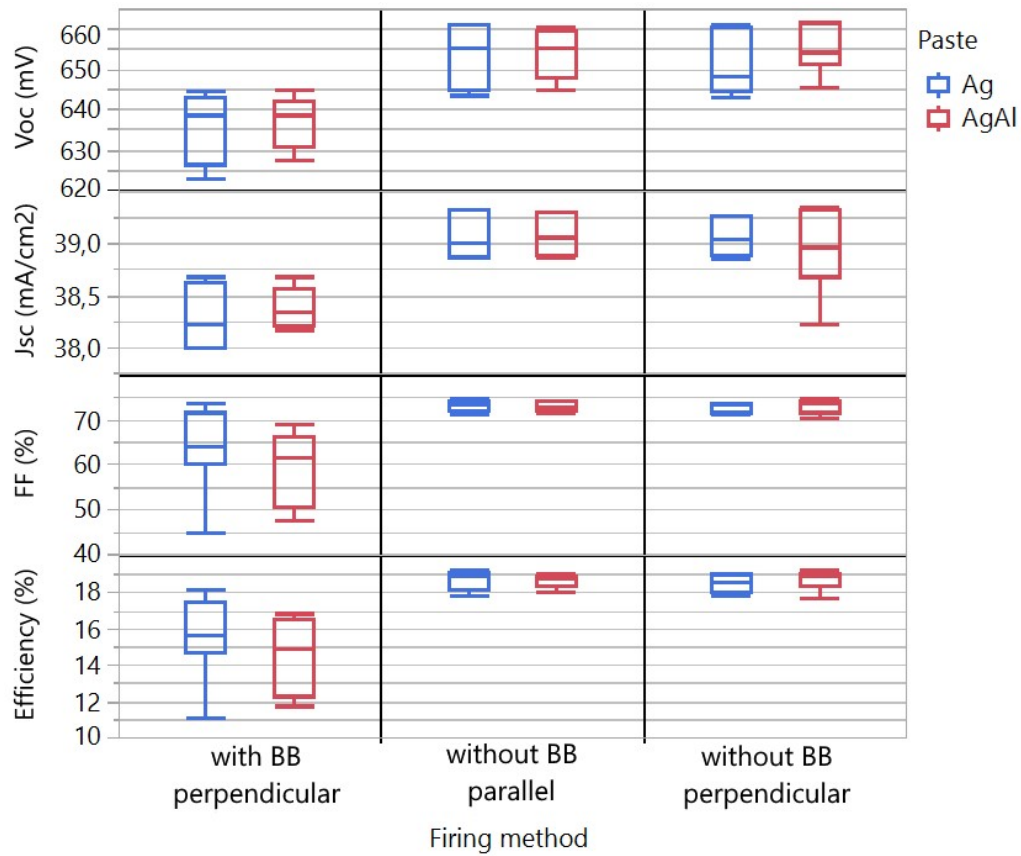 Voc (mV)
660
650
640
630
620
Paste
Ag
AgAl
Jsc (mA/cm2)
39,0
38,5
38,0
FF (%)
70
60
50
40
Efficiency (%)
18
16
14
12
10
with BB
perpendicular
without BB
parallel
without BB
perpendicular
Firing method